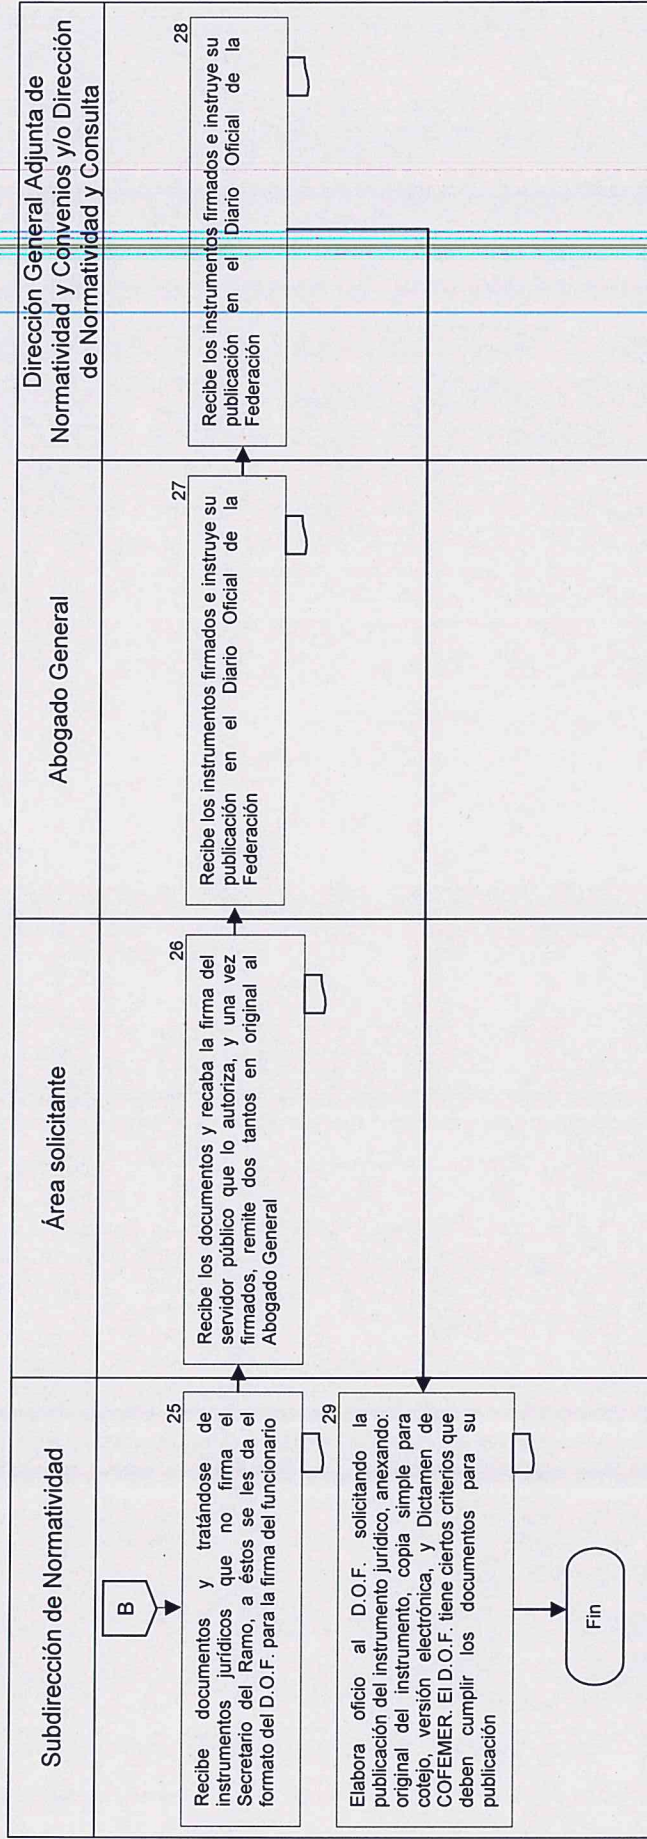 Subdirección de Normatividad
Área solicitante
Abogado General
Dirección General Adjunta de
Normatividad y Convenios y/o Dirección
de Normatividad y Consulta
B
25
Recibe documentos y tratándose de
instrumentos jurídicos que no firma el
Secretario del Ramo, a éstos se les da el
formato del D.O.F. para la firma del funcionario
26
Recibe los documentos y recaba la firma del
servidor público que lo autoriza, y una vez
firmados, remite dos tantos en original al
Abogado General
27
Recibe los instrumentos firmados e instruye su
publicación en el Diario Oficial de la
Federación
28
Recibe los instrumentos firmados e instruye su
publicación en el Diario Oficial de la
Federación
29
Elabora oficio al D.O.F. solicitando la
publicación del instrumento jurídico, anexando:
original del instrumento, copia simple para
cotejo, versión electrónica, y Dictamen de
COFEMER. El D.O.F. tiene ciertos criterios que
deben cumplir los documentos para su
publicación
Fin